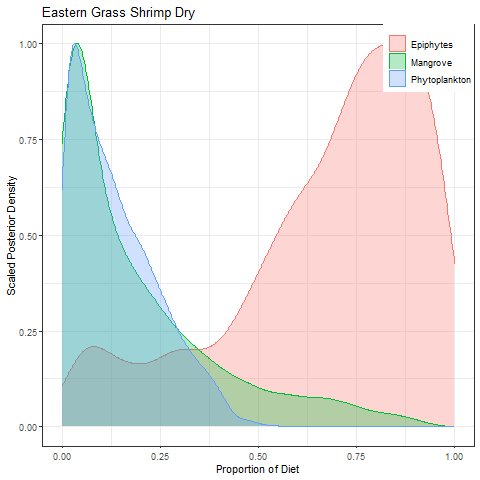 Eastern Grass Shrimp Dry
Epiphytes
Mangrove
Phytoplankton
1.00
0.75
0.50
0.25
0.00
Scaled Posterior Density
0.00 0.25 0.50 0.75 1.00
Proportion of Diet